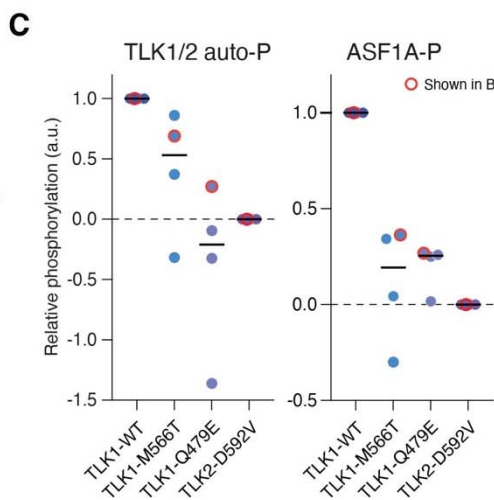 C
TLK1/2 auto-P
ASF1A-P
Shown in B
Relative phosphorylation (a.u.)
1.0
0.5
0.0
-0.5
-1.0
-1.5
1.0
0.5
0.0
-0.5
TLK1-WT
TLK1-M566T
TLK1-Q479E
TLK2-D592V
TLK1-WT
TLK1-M566T
TLK1-Q479E
TLK2-D592V